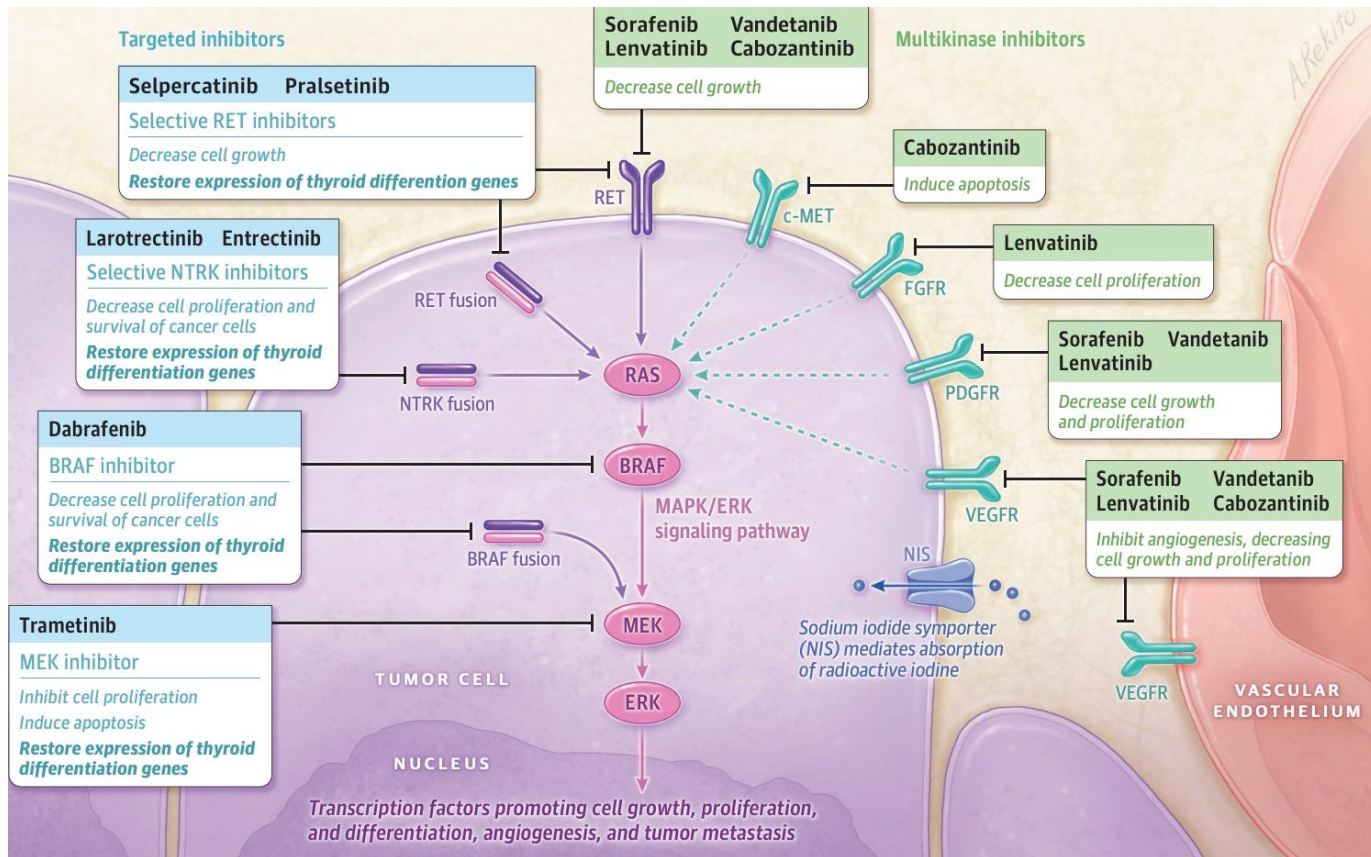 Targeted inhibitors
Multikinase inhibitors
A.Rekito
Sorafenib Vandetanib
Lenvatinib Cabozantinib
Decrease cell growth
Selpercatinib Pralsetinib
Selective RET inhibitors
Decrease cell growth
Restore expression of thyroid differention genes
RET
Cabozantinib
Induce apoptosis
c-MET
Larotrectinib Entrectinib
Selective NTRK inhibitors
Decrease cell proliferation and
survival of cancer cells
Restore expression of thyroid
differentiation genes
RET fusion
Lenvatinib
Decrease cell proliferation
FGFR
NTRK fusion
RAS
Sorafenib Vandetanib
Lenvatinib
Decrease cell growth
and proliferation
PDGFR
Dabrafenib
BRAF inhibitor
Decrease cell proliferation and
survival of cancer cells
Restore expression of thyroid
differentiation genes
BRAF
MAPK/ERK
signaling pathway
BRAF fusion
Sorafenib Vandetanib
Lenvatinib Cabozantinib
Inhibit angiogenesis, decreasing
cell growth and proliferation
VEGFR
NIS
Sodium iodide symporter
(NIS) mediates absorption
of radioactive iodine
VEGFR
VASCULAR
ENDOTHELIUM
Trametinib
MEK inhibitor
Inhibit cell proliferation
Induce apoptosis
Restore expression of thyroid
differentiation genes
MEK
TUMOR CELL
ERK
NUCLEUS
Transcription factors promoting cell growth, proliferation,
and differentiation, angiogenesis, and tumor metastasis